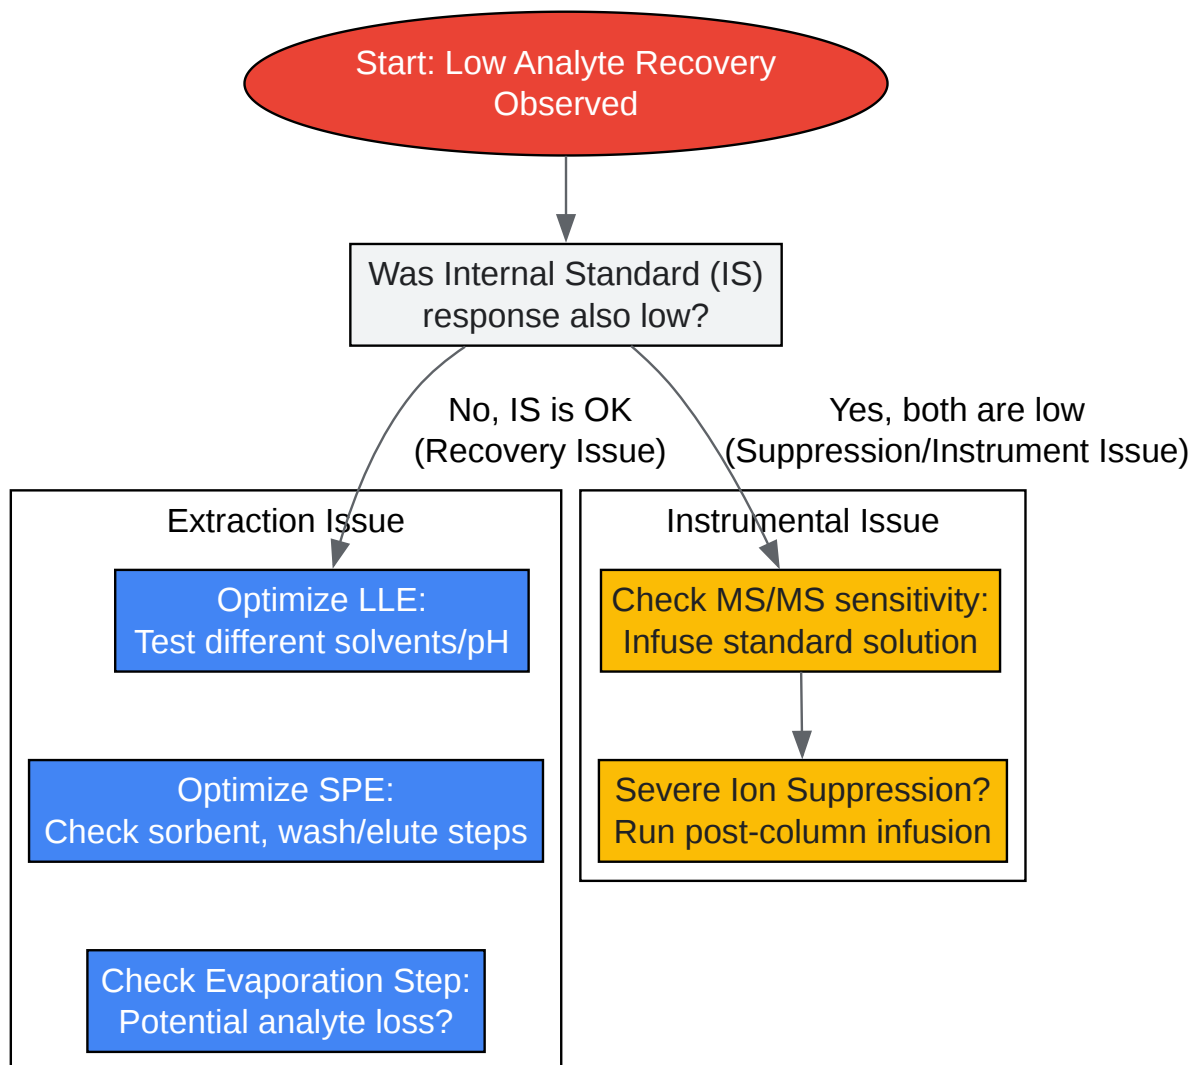 Start: Low Analyte Recovery
Observed
Was Internal Standard (IS)
response also low?
No, IS is OK
(Recovery Issue)
Yes, both are low
(Suppression/Instrument Issue)
Extraction Issue
Optimize LLE:
Test different solvents/pH
Optimize SPE:
Check sorbent, wash/elute steps
Check Evaporation Step:
Potential analyte loss?
Instrumental Issue
Check MS/MS sensitivity:
Infuse standard solution
Severe Ion Suppression?
Run post-column infusion